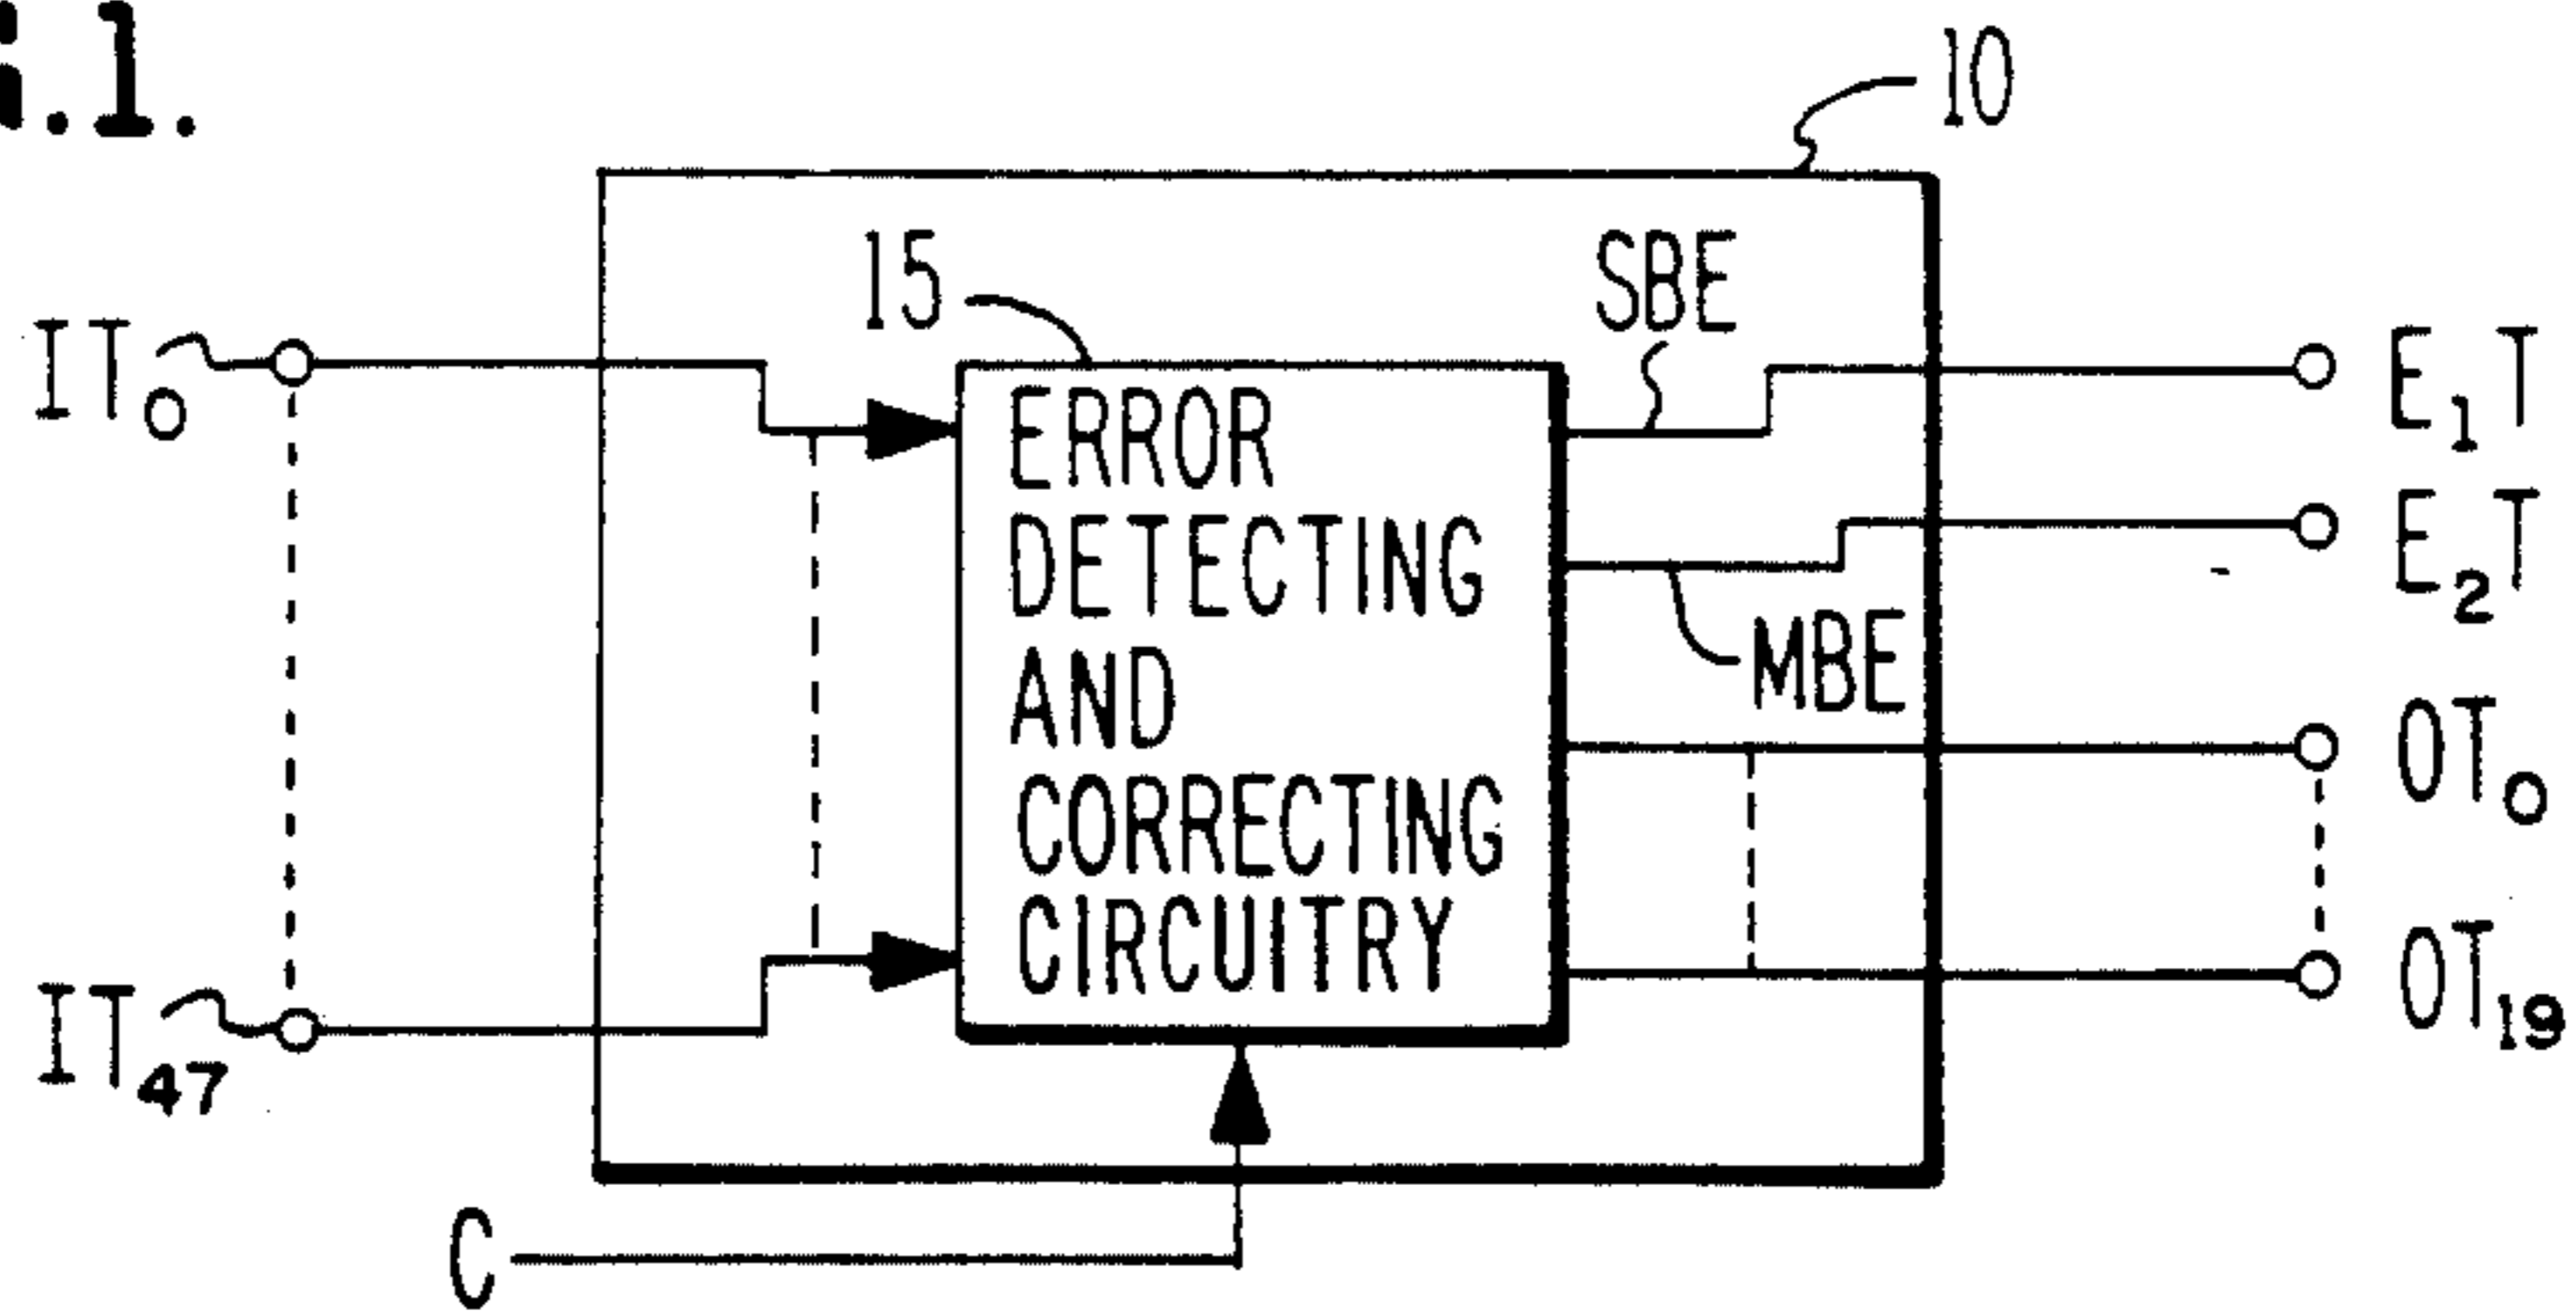 .1.
10
15
SBE
IT0
E1T
ERROR
DETECTING
AND
CORRECTING
CIRCUITRY
E2T
MBE
OT0
IT47
OT19
C